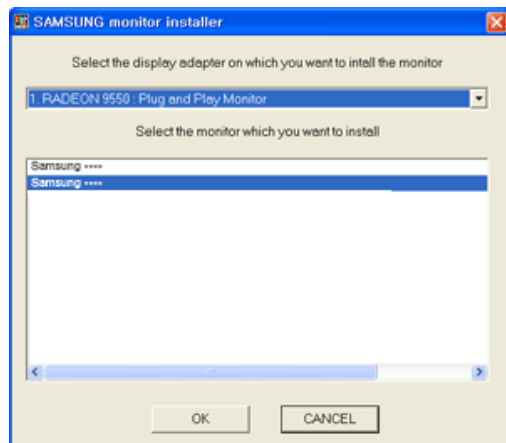 SAMSUNG monitor installer
Select the display adapter on which you want to intall the monitor
1. RADEON 9550 : Plug and Play Monitor
Select the monitor which you want to install
Samsung ----
Samsung ----
OK
CANCEL